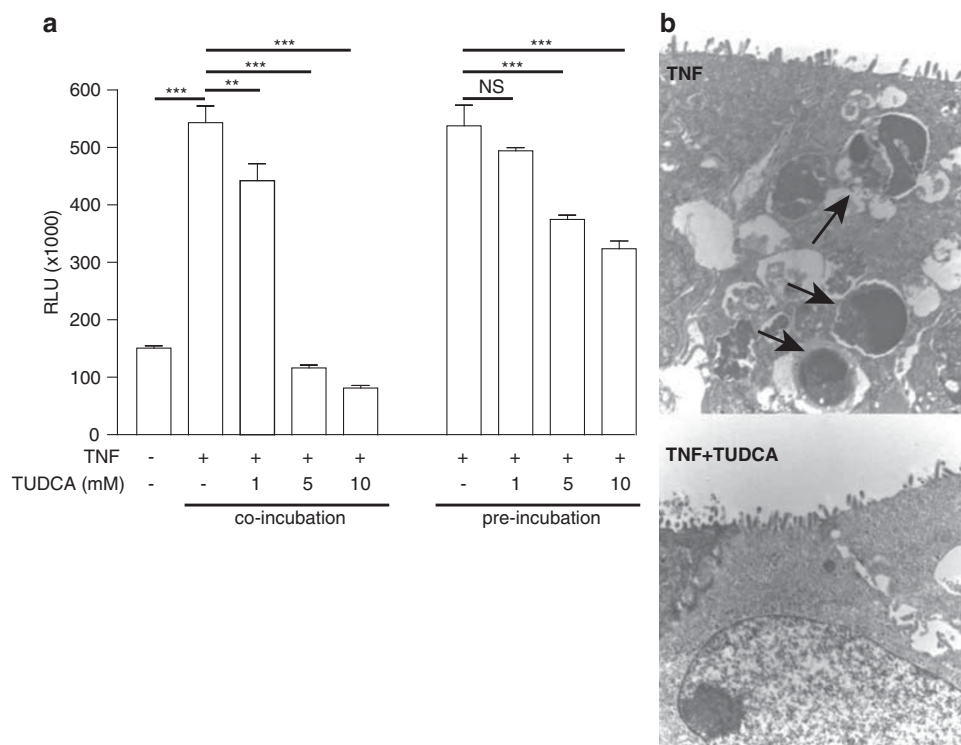 a
b
*** *** *** ** *** *** NS
600
500
400
300
200
100
0
RLU (x1000)
TNF - + + + + + + + +
TUDCA (mM) - - 1 5 10 - 1 5 10
co-incubation pre-incubation
TNF
TNF+TUDCA